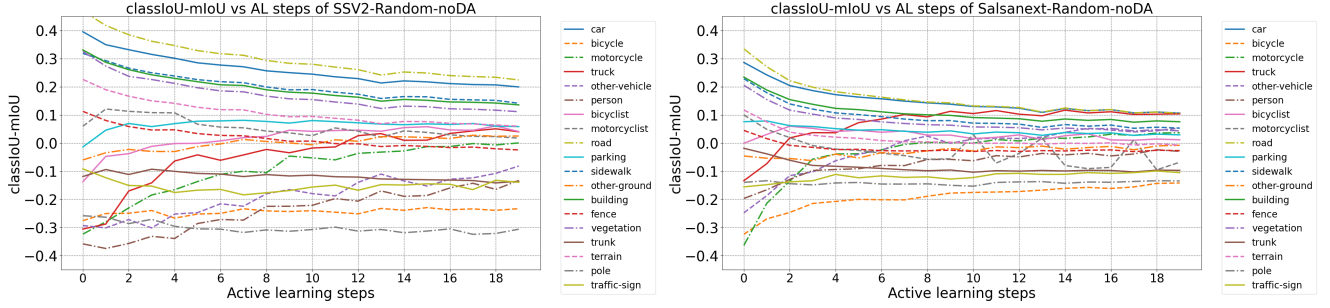 classIoU-mIoU vs AL steps of SSV2-Random-noDA
classIoU-mIoU
0.4
0.3
0.2
0.1
0.0
−0.1
−0.2
−0.3
−0.4
0 2 4 6 8 10 12 14 16 18
Active learning steps
car
bicycle
motorcycle
truck
other-vehicle
person
bicyclist
motorcyclist
road
parking
sidewalk
other-ground
building
fence
vegetation
trunk
terrain
pole
traffic-sign
classIoU-mIoU vs AL steps of Salsanext-Random-noDA
classIoU-mIoU
0.4
0.3
0.2
0.1
0.0
−0.1
−0.2
−0.3
−0.4
0 2 4 6 8 10 12 14 16 18
Active learning steps
car
bicycle
motorcycle
truck
other-vehicle
person
bicyclist
motorcyclist
road
parking
sidewalk
other-ground
building
fence
vegetation
trunk
terrain
pole
traffic-sign